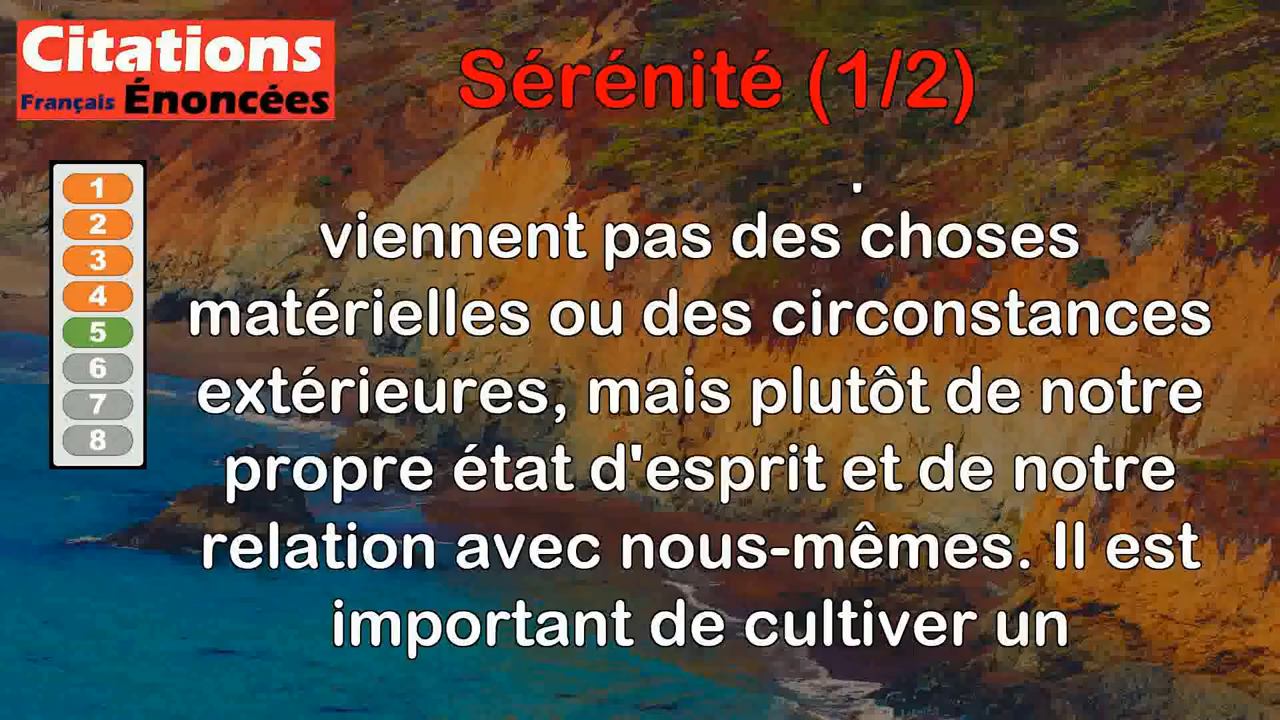 Citations
Français Énoncées
Sérénité (1/2)
1
2
3
4
5
6
7
8
viennent pas des choses
matérielles ou des circonstances
extérieures, mais plutôt de notre
propre état d'esprit et de notre
relation avec nous-mêmes. Il est
important de cultiver un